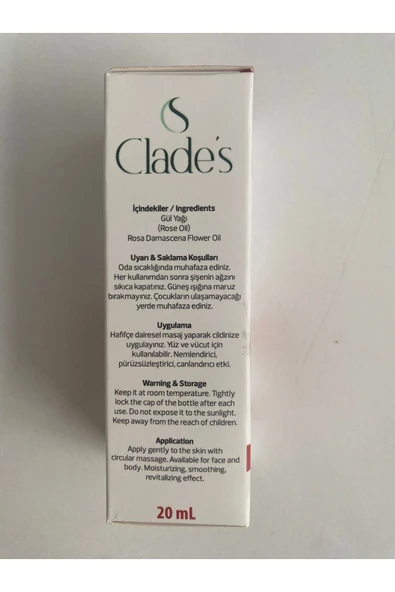 Clade's
İçindekiler / Ingredients
Gül Yağı
(Rose Oil)
Rosa Damascena Flower Oil
Uyarı & Saklama Koşulları
Oda sıcaklığında muhafaza ediniz.
Her kullanımdan sonra şişenin ağzını
sıkıca kapatınız. Güneş ışığına maruz
bırakmayınız. Çocukların ulaşamayacağı
yerde muhafaza ediniz.
Uygulama
Hafifçe dairesel masaj yaparak cildinize
uygulayınız. Yüz ve vücut için
kullanılabilir. Nemlendirici,
pürüzsüzleştirici, canlandırıcı etki.
Warning & Storage
Keep it at room temperature. Tightly
lock the cap of the bottle after each
use. Do not expose it to the sunlight.
Keep away from the reach of children.
Application
Apply gently to the skin with
circular massage. Available for face and
body. Moisturizing, smoothing,
revitalizing effect.
20 mL